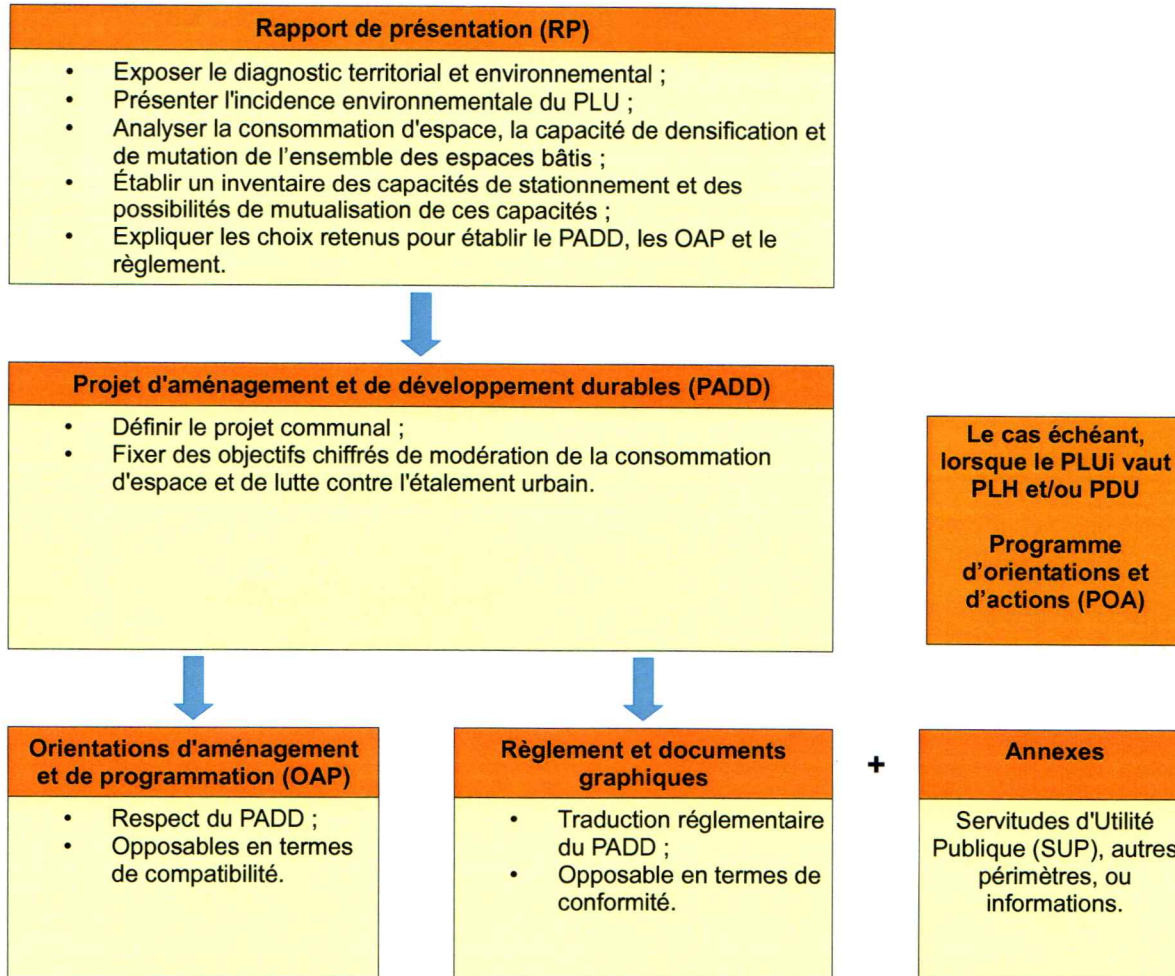 Rapport de présentation (RP)
• Exposer le diagnostic territorial et environnemental ;
• Présenter l'incidence environnementale du PLU ;
• Analyser la consommation d'espace, la capacité de densification et
de mutation de l'ensemble des espaces bâtis ;
• Établir un inventaire des capacités de stationnement et des
possibilités de mutualisation de ces capacités ;
• Expliquer les choix retenus pour établir le PADD, les OAP et le
règlement.
Projet d'aménagement et de développement durables (PADD)
• Définir le projet communal ;
• Fixer des objectifs chiffrés de modération de la consommation
d'espace et de lutte contre l'étalement urbain.
Le cas échéant,
lorsque le PLUi vaut
PLH et/ou PDU
Programme
d'orientations et
d'actions (POA)
Orientations d'aménagement
et de programmation (OAP)
• Respect du PADD ;
• Opposables en termes
de compatibilité.
Règlement et documents
graphiques
• Traduction réglementaire
du PADD ;
• Opposable en termes de
conformité.
+
Annexes
Servitudes d'Utilité
Publique (SUP), autres
périmètres, ou
informations.